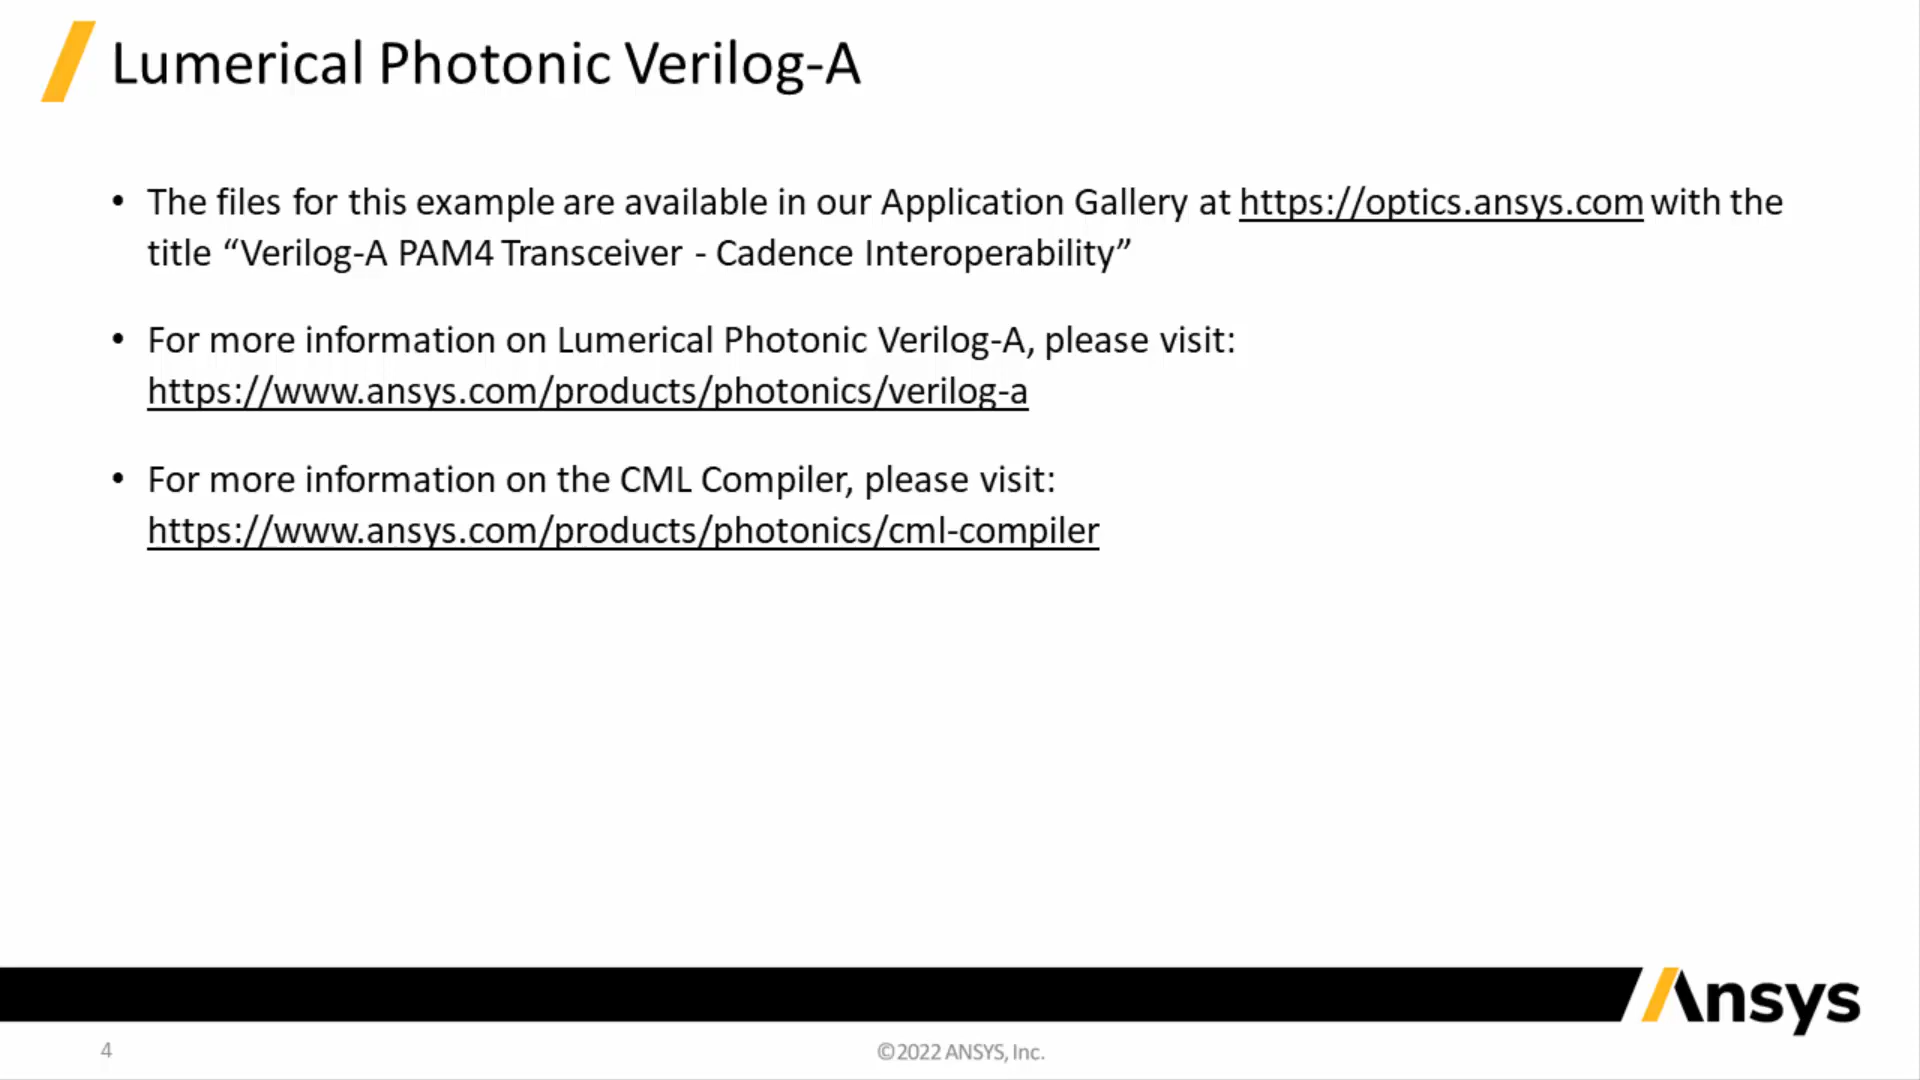 Lumerical Photonic Verilog-A
• The files for this example are available in our Application Gallery at https://optics.ansys.com with the
title “Verilog-A PAM4 Transceiver - Cadence Interoperability”
• For more information on Lumerical Photonic Verilog-A, please visit:
https://www.ansys.com/products/photonics/verilog-a
• For more information on the CML Compiler, please visit:
https://www.ansys.com/products/photonics/cml-compiler
Ansys
4
©2022 ANSYS, Inc.